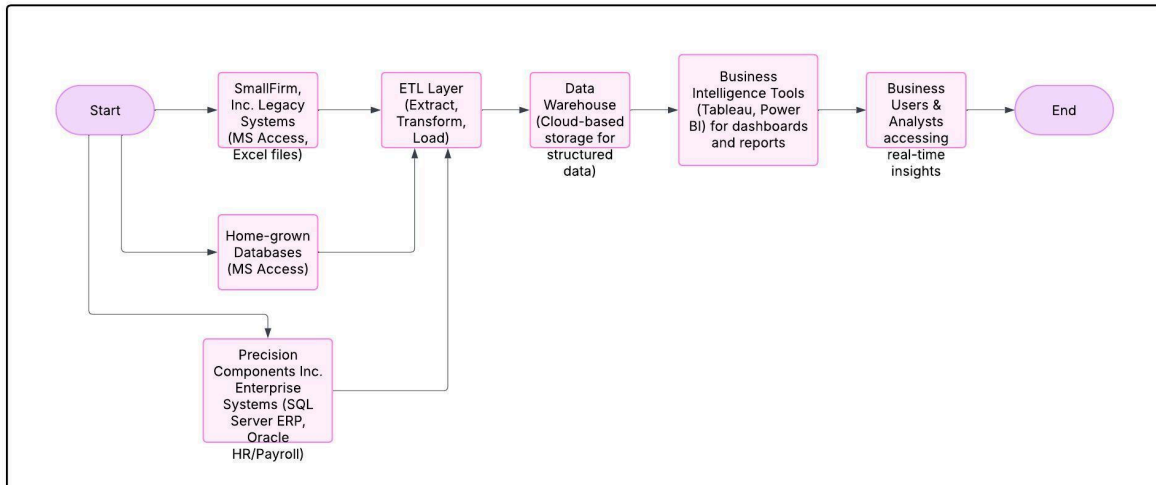 Start
SmallFirm,
Inc. Legacy
Systems
(MS Access,
Excel files)
ETL Layer
(Extract,
Transform,
Load)
Data
Warehouse
(Cloud-based
storage for
structured
data)
Business
Intelligence Tools
(Tableau, Power
BI) for dashboards
and reports
Business
Users &
Analysts
accessing
real-time
insights
End
Home-grown
Databases
(MS Access)
Precision
Components Inc.
Enterprise
Systems (SQL
Server ERP,
Oracle
HR/Payroll)